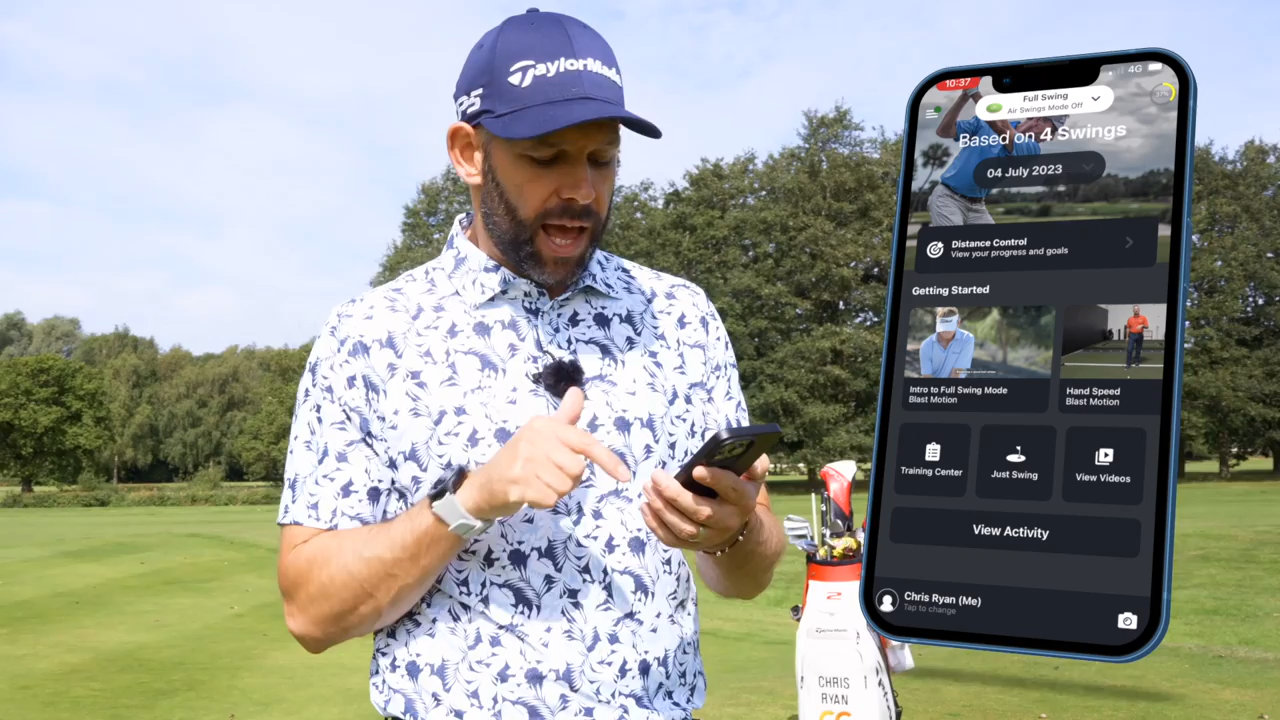 TaylorMade
P5
10:37
4G
Full Swing
Air Swings Mode Off
37%
Based on 4 Swings
04 July 2023
Distance Control
View your progress and goals
Getting Started
Intro to Full Swing Mode
Blast Motion
Hand Speed
Blast Motion
Training Center
Just Swing
View Videos
View Activity
Chris Ryan (Me)
Tap to change
TaylorMade
CHRIS
RYAN